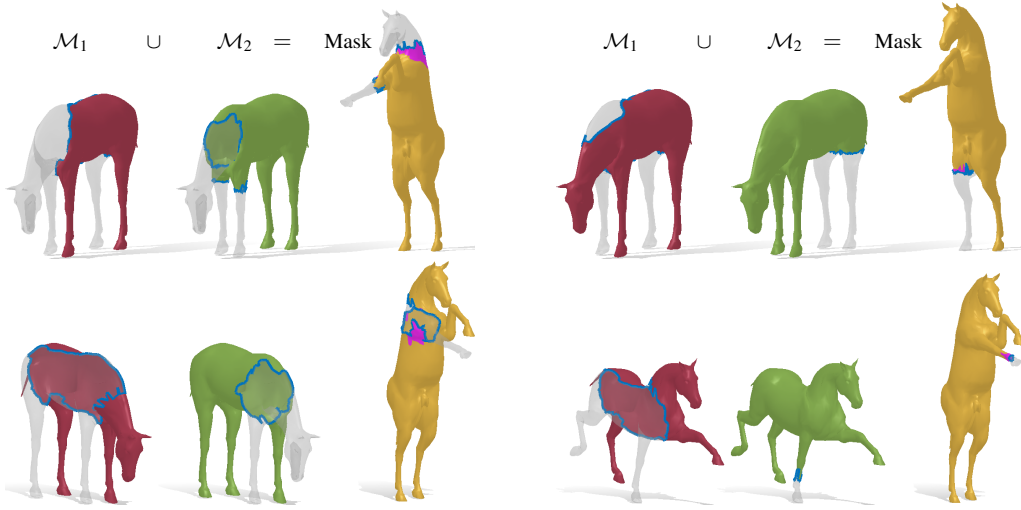 ℳ₁ ∪ ℳ₂ = Mask
ℳ₁ ∪ ℳ₂ = Mask